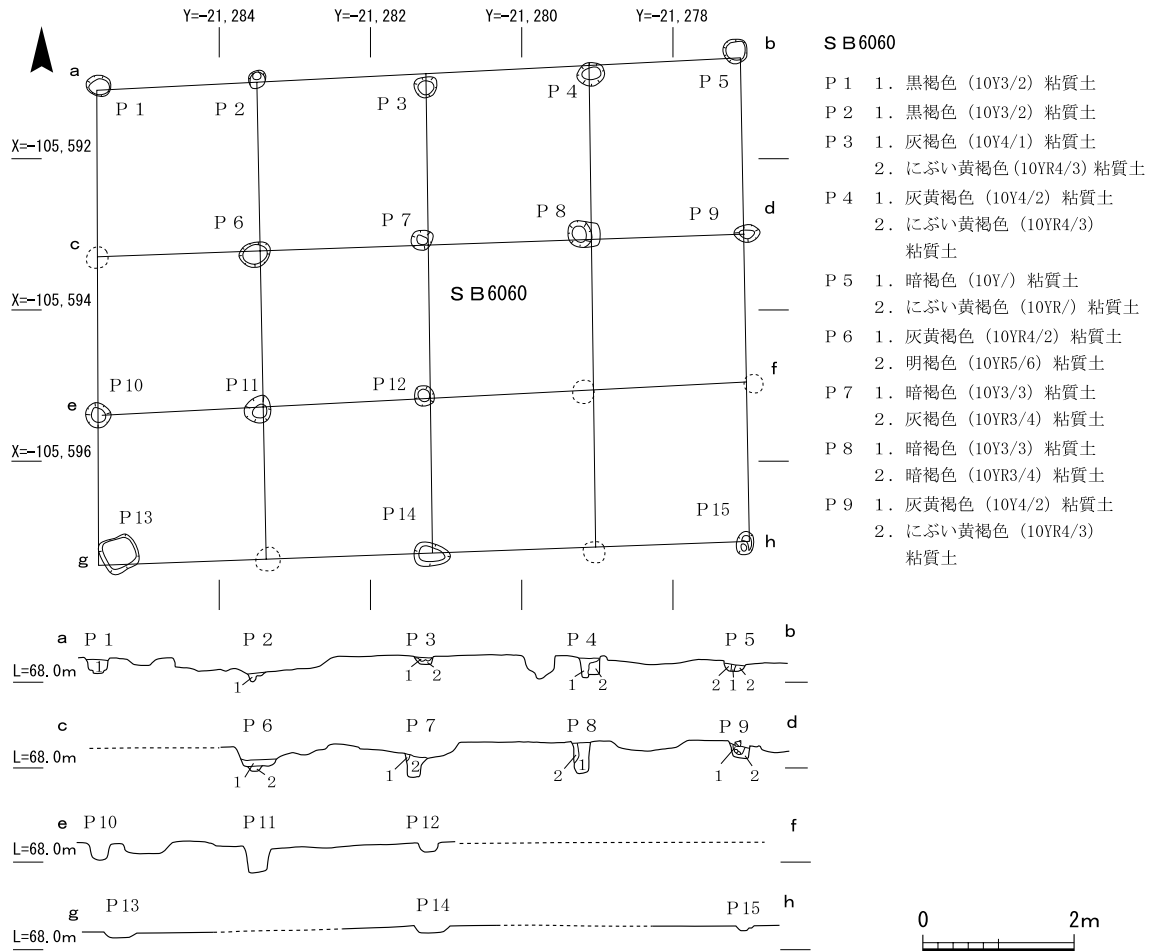 Y=-21,284
Y=-21,282
Y=-21,280
Y=-21,278
a
b
P 1
P 2
P 3
P 4
P 5
X=-105,592
c
d
P 6
P 7
P 8
P 9
X=-105,594
ＳＢ6060
e
f
P10
P11
P12
X=-105,596
P13
P14
P15
g
h
ＳＢ6060
P 1　1．黒褐色（10Y3/2）粘質土
P 2　1．黒褐色（10Y3/2）粘質土
P 3　1．灰褐色（10Y4/1）粘質土
2．にぶい黄褐色(10YR4/3)粘質土
P 4　1．灰黄褐色（10Y4/2）粘質土
2．にぶい黄褐色（10YR4/3）
粘質土
P 5　1．暗褐色（10Y/）粘質土
2．にぶい黄褐色（10YR/）粘質土
P 6　1．灰黄褐色（10YR4/2）粘質土
2．明褐色（10YR5/6）粘質土
P 7　1．暗褐色（10Y3/3）粘質土
2．灰褐色（10YR3/4）粘質土
P 8　1．暗褐色（10Y3/3）粘質土
2．暗褐色（10YR3/4）粘質土
P 9　1．灰黄褐色（10Y4/2）粘質土
2．にぶい黄褐色（10YR4/3）
粘質土
a P 1 P 2 P 3 P 4 P 5 b
L=68.0m 1 1 1 2 1 2 2 1 2
c P 6 P 7 P 8 P 9 d
L=68.0m 1 2 1 2 2 1 1 2
e P10 P11 P12 f
L=68.0m
g P13 P14 P15 h
L=68.0m
0 2m